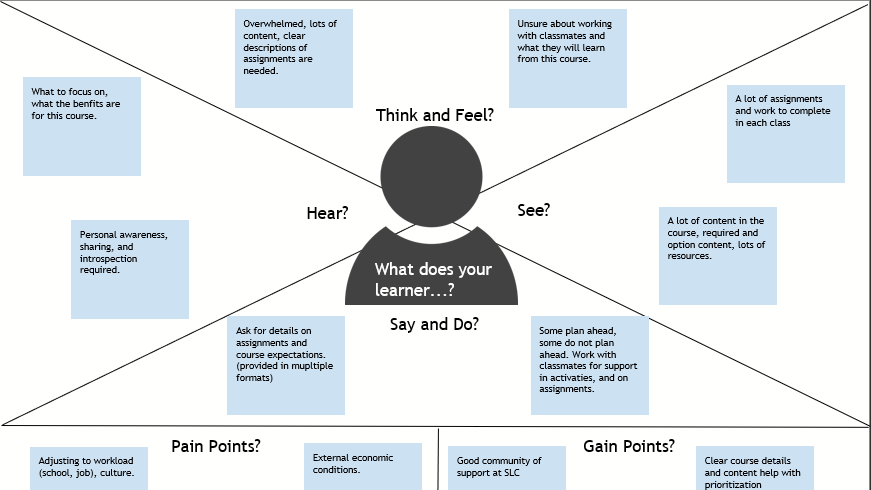 Overwhelmed, lots of
content, clear
descriptions of
assignments are
needed.
Unsure about working
with classmates and
what they will learn
from this course.
What to focus on,
what the benfits are
for this course.
A lot of assignments
and work to complete
in each class
Think and Feel?
Hear?
See?
Personal awareness,
sharing, and
introspection
required.
A lot of content in the
course, required and
option content, lots of
resources.
What does your
learner...?
Say and Do?
Ask for details on
assignments and
course expectations.
(provided in mupltiple
formats)
Some plan ahead,
some do not plan
ahead. Work with
classmates for support
in activaties, and on
assignments.
Pain Points?
Gain Points?
Adjusting to workload
(school, job), culture.
External economic
conditions.
Good community of
support at SLC
Clear course details
and content help with
prioritization